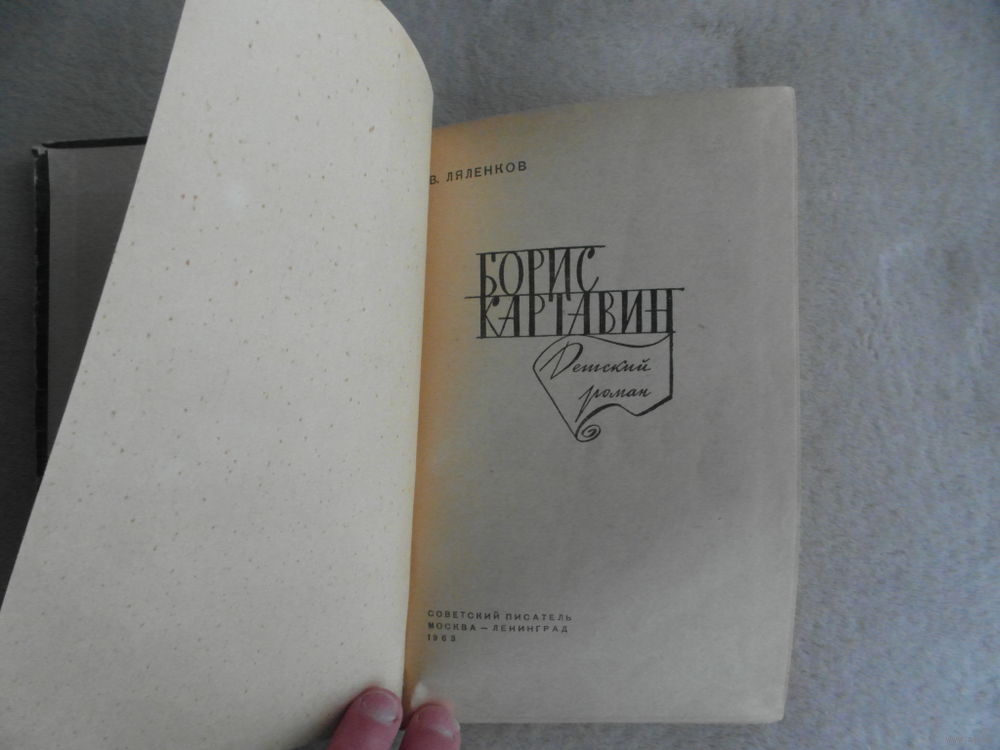 В. ЛЯЛЕНКОВ
БОРИС
КАРТАВИН
Детский
роман
СОВЕТСКИЙ ПИСАТЕЛЬ
МОСКВА — ЛЕНИНГРАД
1963